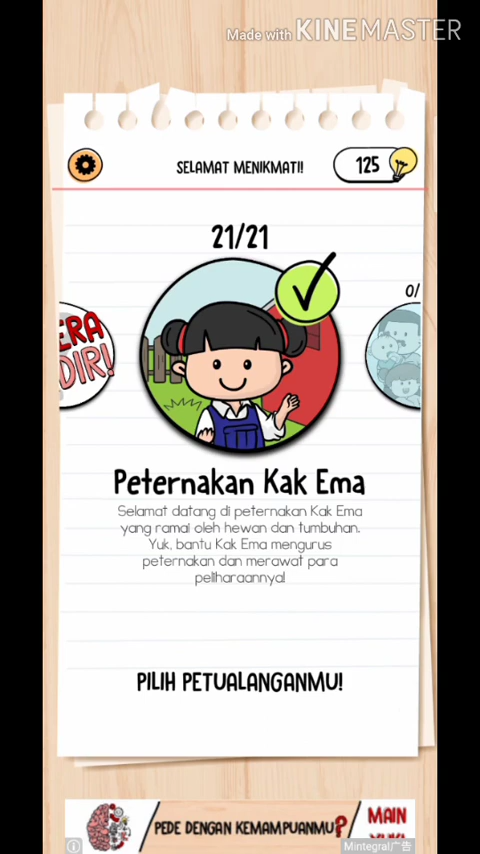 Made with KINEMASTER
SELAMAT MENIKMATI!
125
21/21
0/
ERA
DIR!
Peternakan Kak Ema
Selamat datang di peternakan Kak Ema
yang ramai oleh hewan dan tumbuhan.
Yuk, bantu Kak Ema mengurus
peternakan dan merawat para
peliharaannya!
PILIH PETUALANGANMU!
PEDE DENGAN KEMAMPUANMU?
MAIN
Mintegral广告